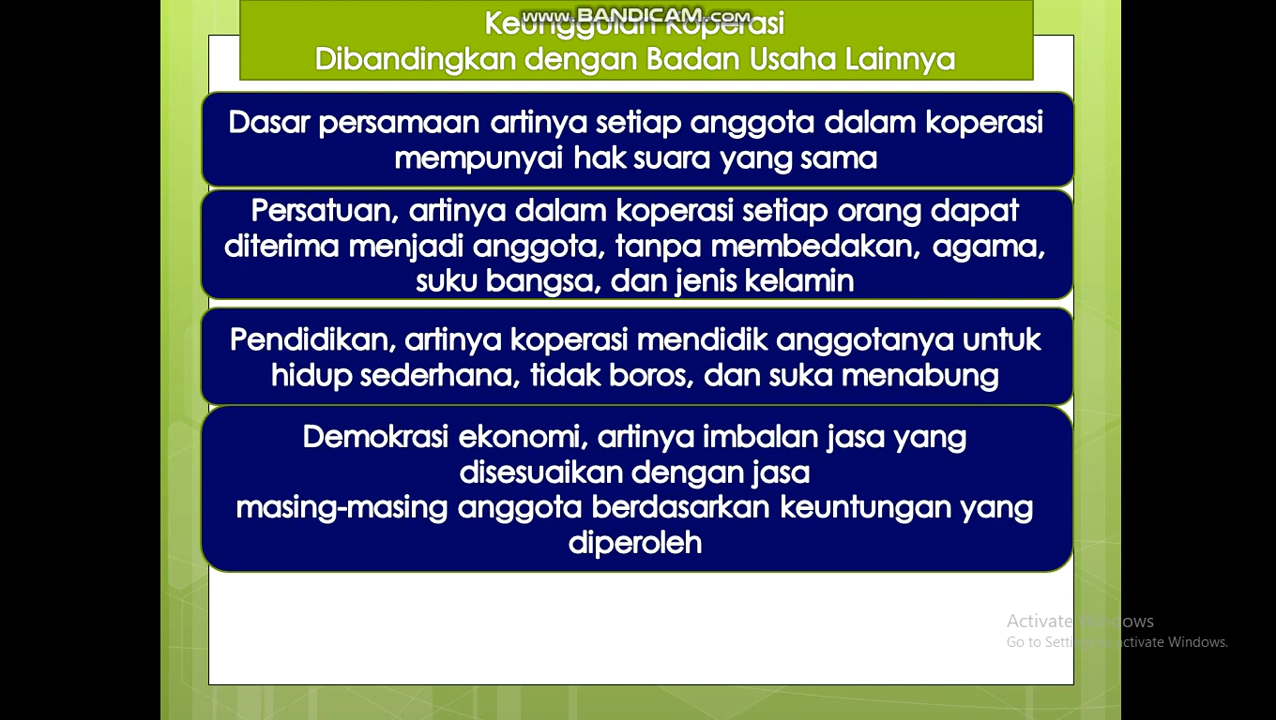 www.BANDICAM.com
Keunggulan Koperasi
Dibandingkan dengan Badan Usaha Lainnya
Dasar persamaan artinya setiap anggota dalam koperasi
mempunyai hak suara yang sama
Persatuan, artinya dalam koperasi setiap orang dapat
diterima menjadi anggota, tanpa membedakan, agama,
suku bangsa, dan jenis kelamin
Pendidikan, artinya koperasi mendidik anggotanya untuk
hidup sederhana, tidak boros, dan suka menabung
Demokrasi ekonomi, artinya imbalan jasa yang
disesuaikan dengan jasa
masing-masing anggota berdasarkan keuntungan yang
diperoleh
Activate Windows
Go to Settings to activate Windows.